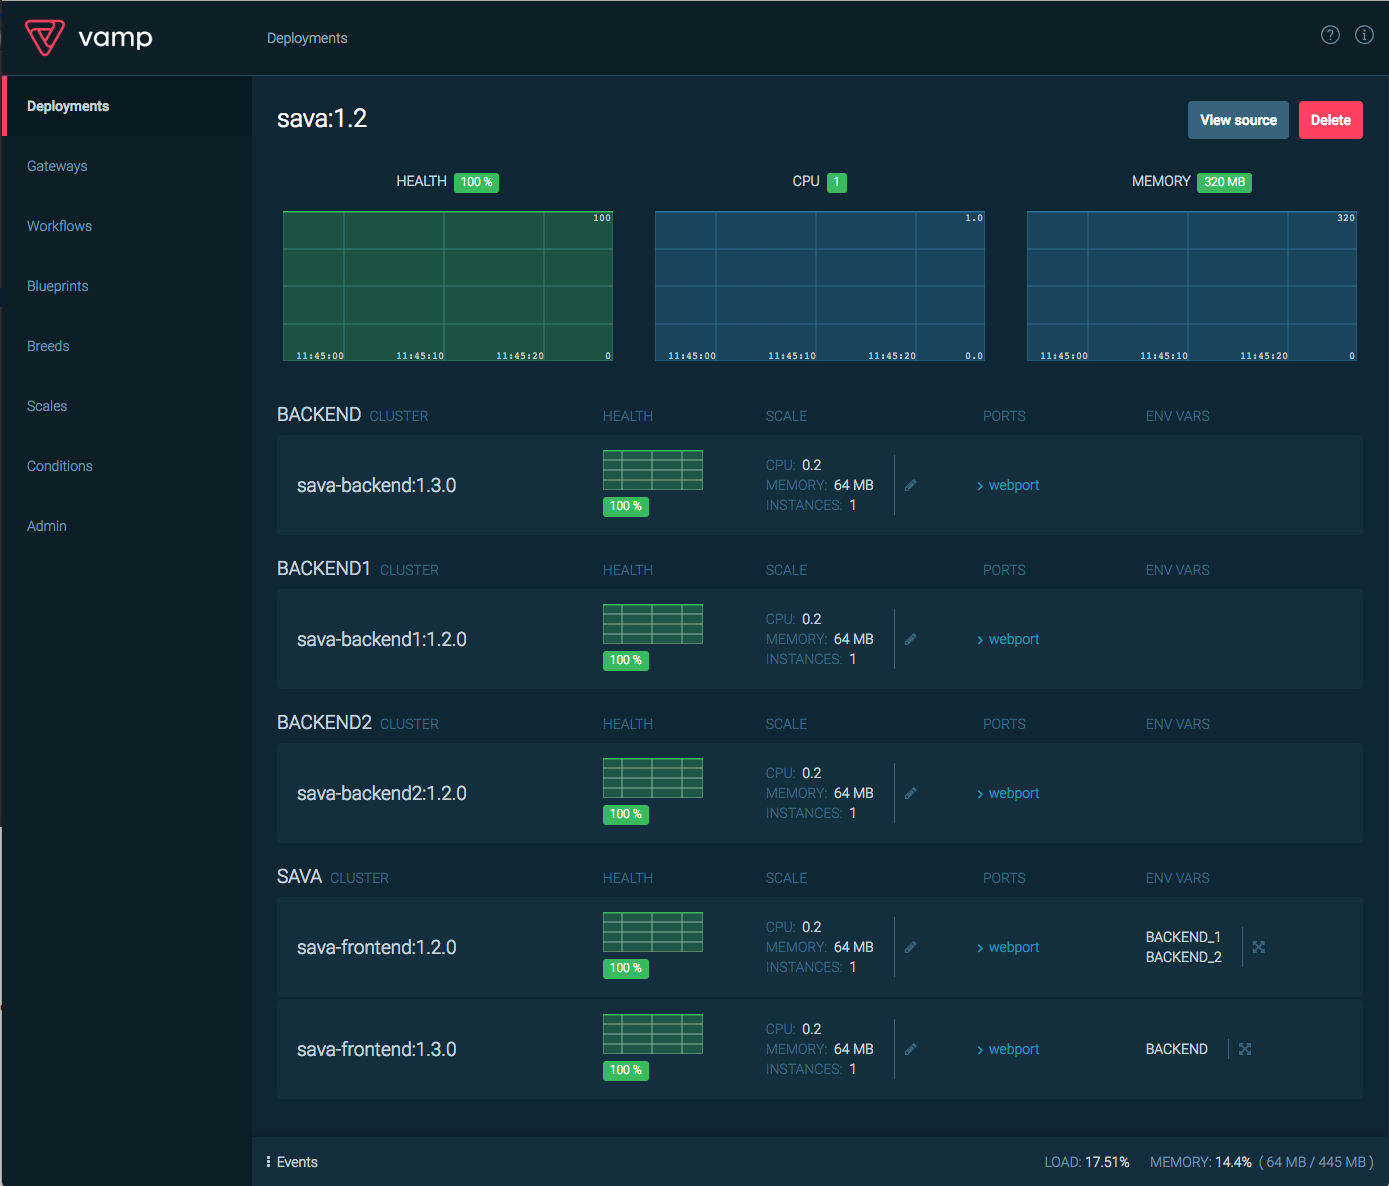 vamp
Deployments
Deployments
Gateways
Workflows
Blueprints
Breeds
Scales
Conditions
Admin
sava:1.2
View source
Delete
HEALTH 100 %
CPU 1
MEMORY 320 MB
100
11:45:00 11:45:10 11:45:20 0
1.0
11:45:00 11:45:10 11:45:20 0.0
320
11:45:00 11:45:10 11:45:20 0
BACKEND CLUSTER HEALTH SCALE PORTS ENV VARS
sava-backend:1.3.0
100 %
CPU: 0.2
MEMORY: 64 MB
INSTANCES: 1
webport
BACKEND1 CLUSTER HEALTH SCALE PORTS ENV VARS
sava-backend1:1.2.0
100 %
CPU: 0.2
MEMORY: 64 MB
INSTANCES: 1
webport
BACKEND2 CLUSTER HEALTH SCALE PORTS ENV VARS
sava-backend2:1.2.0
100 %
CPU: 0.2
MEMORY: 64 MB
INSTANCES: 1
webport
SAVA CLUSTER HEALTH SCALE PORTS ENV VARS
sava-frontend:1.2.0
100 %
CPU: 0.2
MEMORY: 64 MB
INSTANCES: 1
webport
BACKEND_1
BACKEND_2
sava-frontend:1.3.0
100 %
CPU: 0.2
MEMORY: 64 MB
INSTANCES: 1
webport
BACKEND
Events
LOAD: 17.51% MEMORY: 14.4% ( 64 MB / 445 MB )